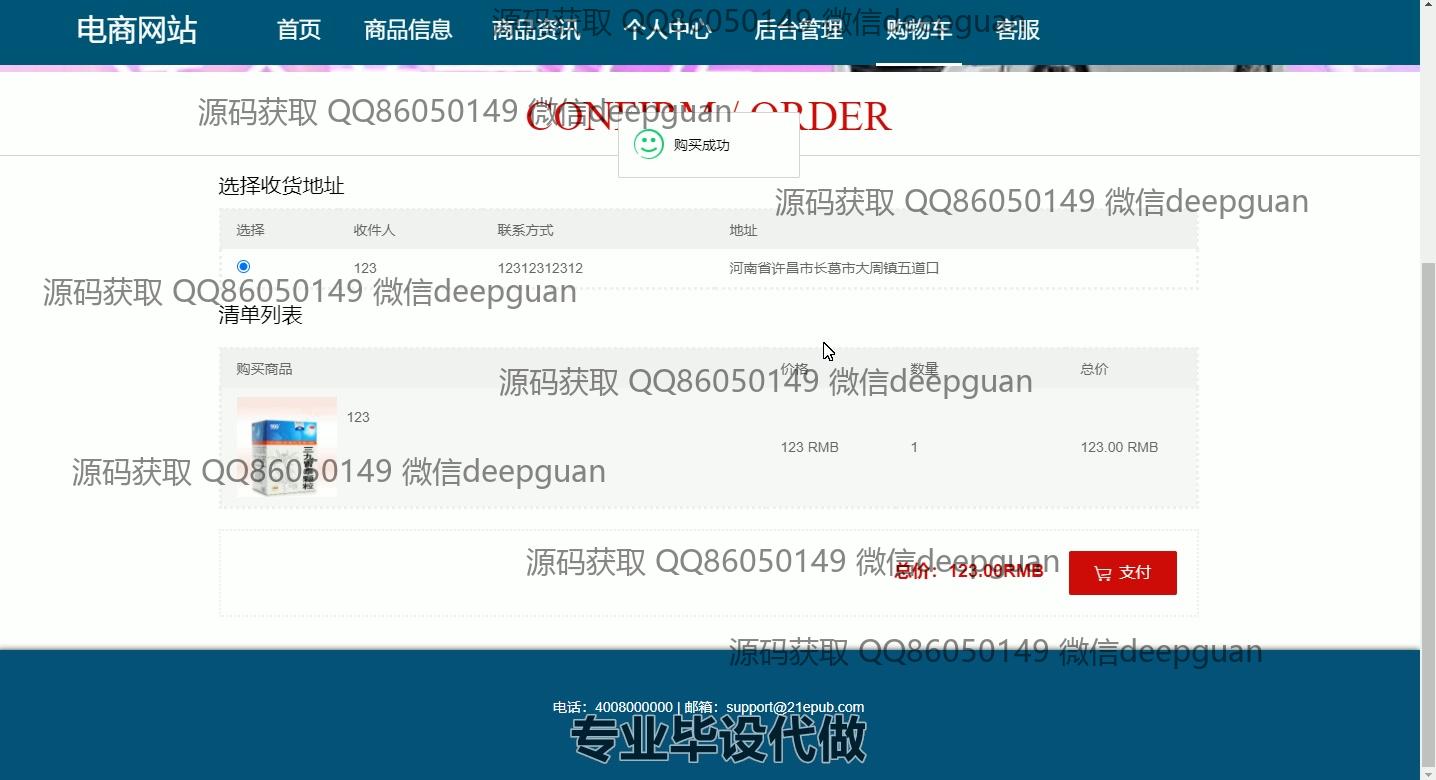 电商网站 首页 商品信息 商品资讯 个人中心 后台管理 购物车 客服
源码获取 QQ86050149 微信deepguan
源码获取 QQ86050149 微信deepguan
CONFIRM / ORDER
购买成功
选择收货地址
源码获取 QQ86050149 微信deepguan
选择 收件人 联系方式 地址
123 12312312312 河南省许昌市长葛市大周镇五道口
源码获取 QQ86050149 微信deepguan
清单列表
购买商品 价格 数量 总价
源码获取 QQ86050149 微信deepguan
123
123 RMB 1 123.00 RMB
999
三九胃泰颗粒
源码获取 QQ86050149 微信deepguan
源码获取 QQ86050149 微信deepguan
总价：123.00RMB 支付
源码获取 QQ86050149 微信deepguan
电话：4008000000 | 邮箱：support@21epub.com
专业毕设代做